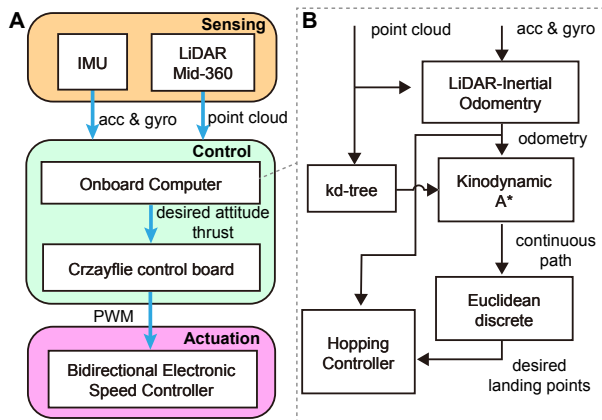 A
Sensing
IMU
LiDAR
Mid-360
acc & gyro
point cloud
Control
Onboard Computer
desired attitude
thrust
Crzayflie control board
PWM
Actuation
Bidirectional Electronic
Speed Controller
B
point cloud
acc & gyro
LiDAR-Inertial
Odomentry
odometry
kd-tree
Kinodynamic
A*
continuous
path
Euclidean
discrete
Hopping
Controller
desired
landing points